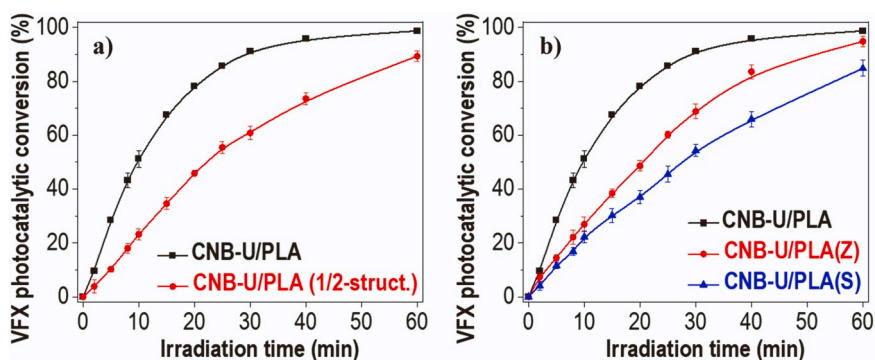 a)
VFX photocatalytic conversion (%)
100
80
60
40
20
0
CNB-U/PLA
CNB-U/PLA (1/2-struct.)
0 10 20 30 40 50 60
Irradiation time (min)
b)
VFX photocatalytic conversion (%)
100
80
60
40
20
0
CNB-U/PLA
CNB-U/PLA(Z)
CNB-U/PLA(S)
0 10 20 30 40 50 60
Irradiation time (min)